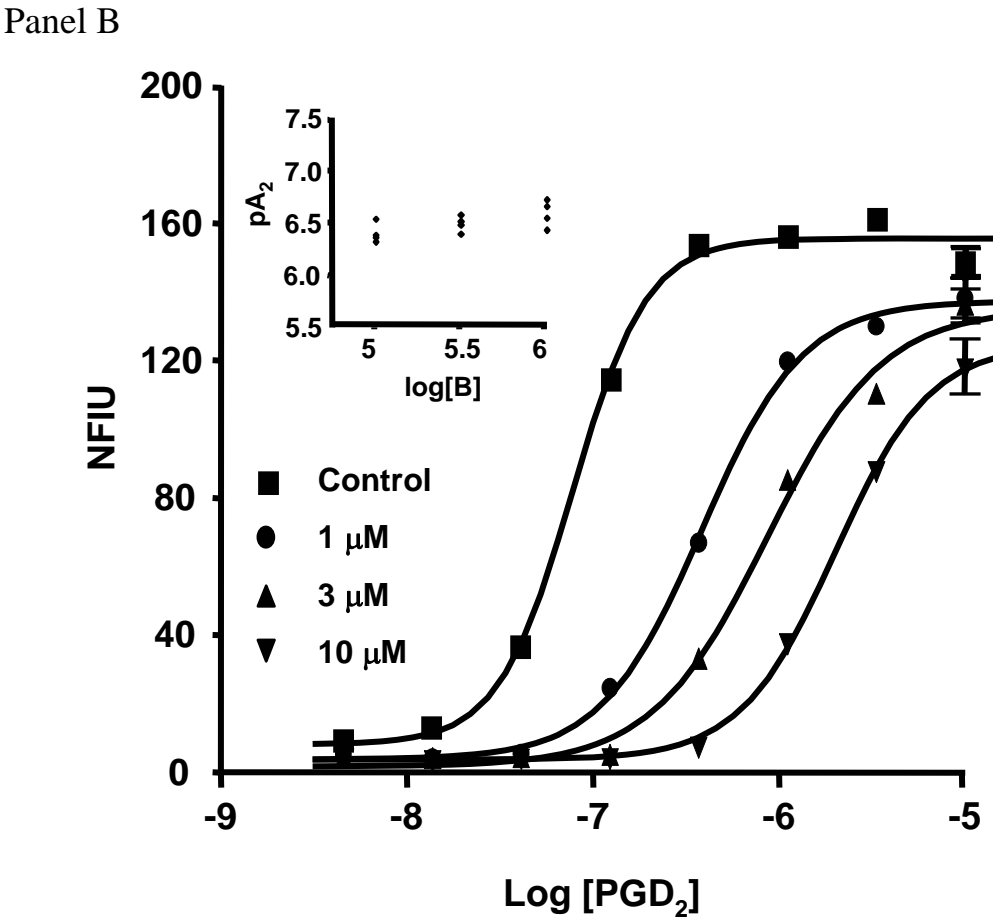 Panel B
200
160
120
80
40
0
NFIU
7.5
7.0
6.5
6.0
5.5
pA2
5 5.5 6
log[B]
Control
1 μM
3 μM
10 μM
-9 -8 -7 -6 -5
Log [PGD2]